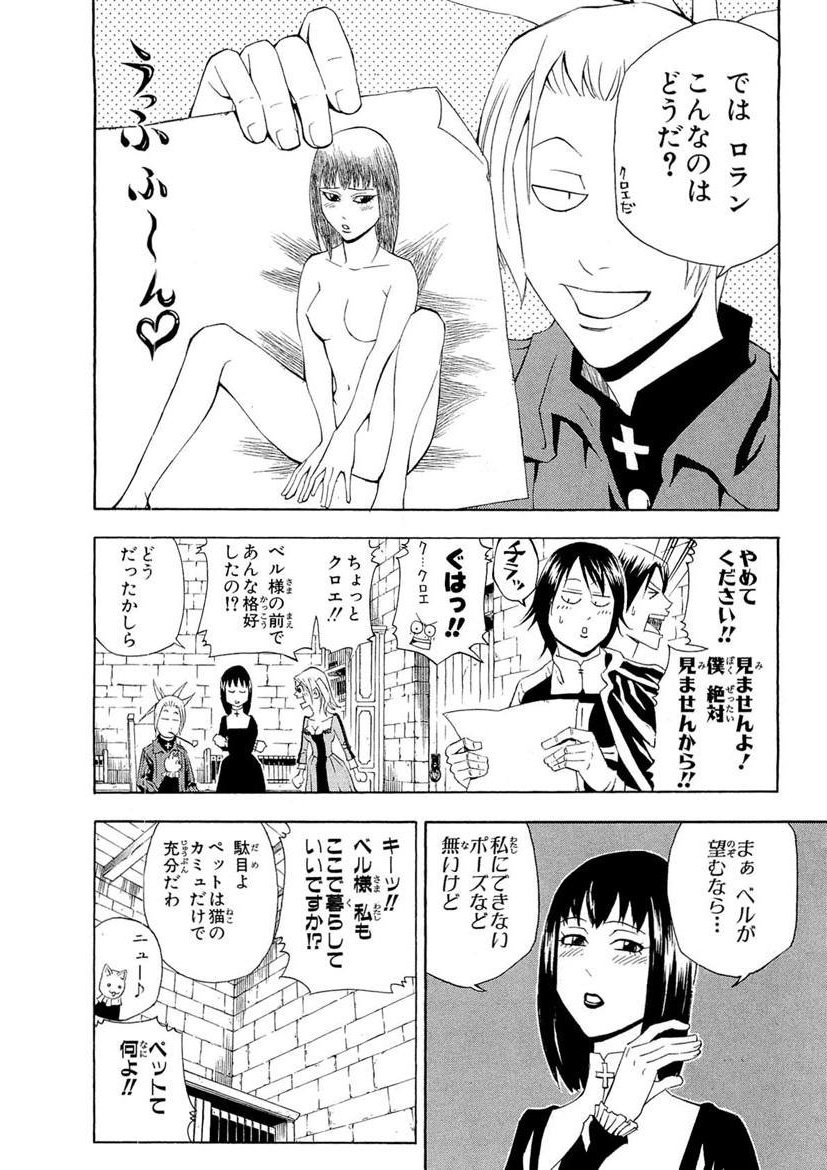 では ロラン
こんなのは
どうだ？
クロエだ
うっふふ〜ん♡
やめて
ください!!
見ませんよ！
僕 絶対
見ませんから!!
チラッ
ぐはっ!!
ク…クロエ
ちょっと
クロエ!!
ベル様の前で
あんな格好
したの!?
どう
だったかしら
まぁ ベルが
望むなら…
私にできない
ポーズなど
無いけど
キーッ!!
ベル様 私も
ここで暮らして
いいですか!?
駄目よ
ペットは猫の
カミュだけで
充分だわ
ニュー♪
ペットて
何よ!!